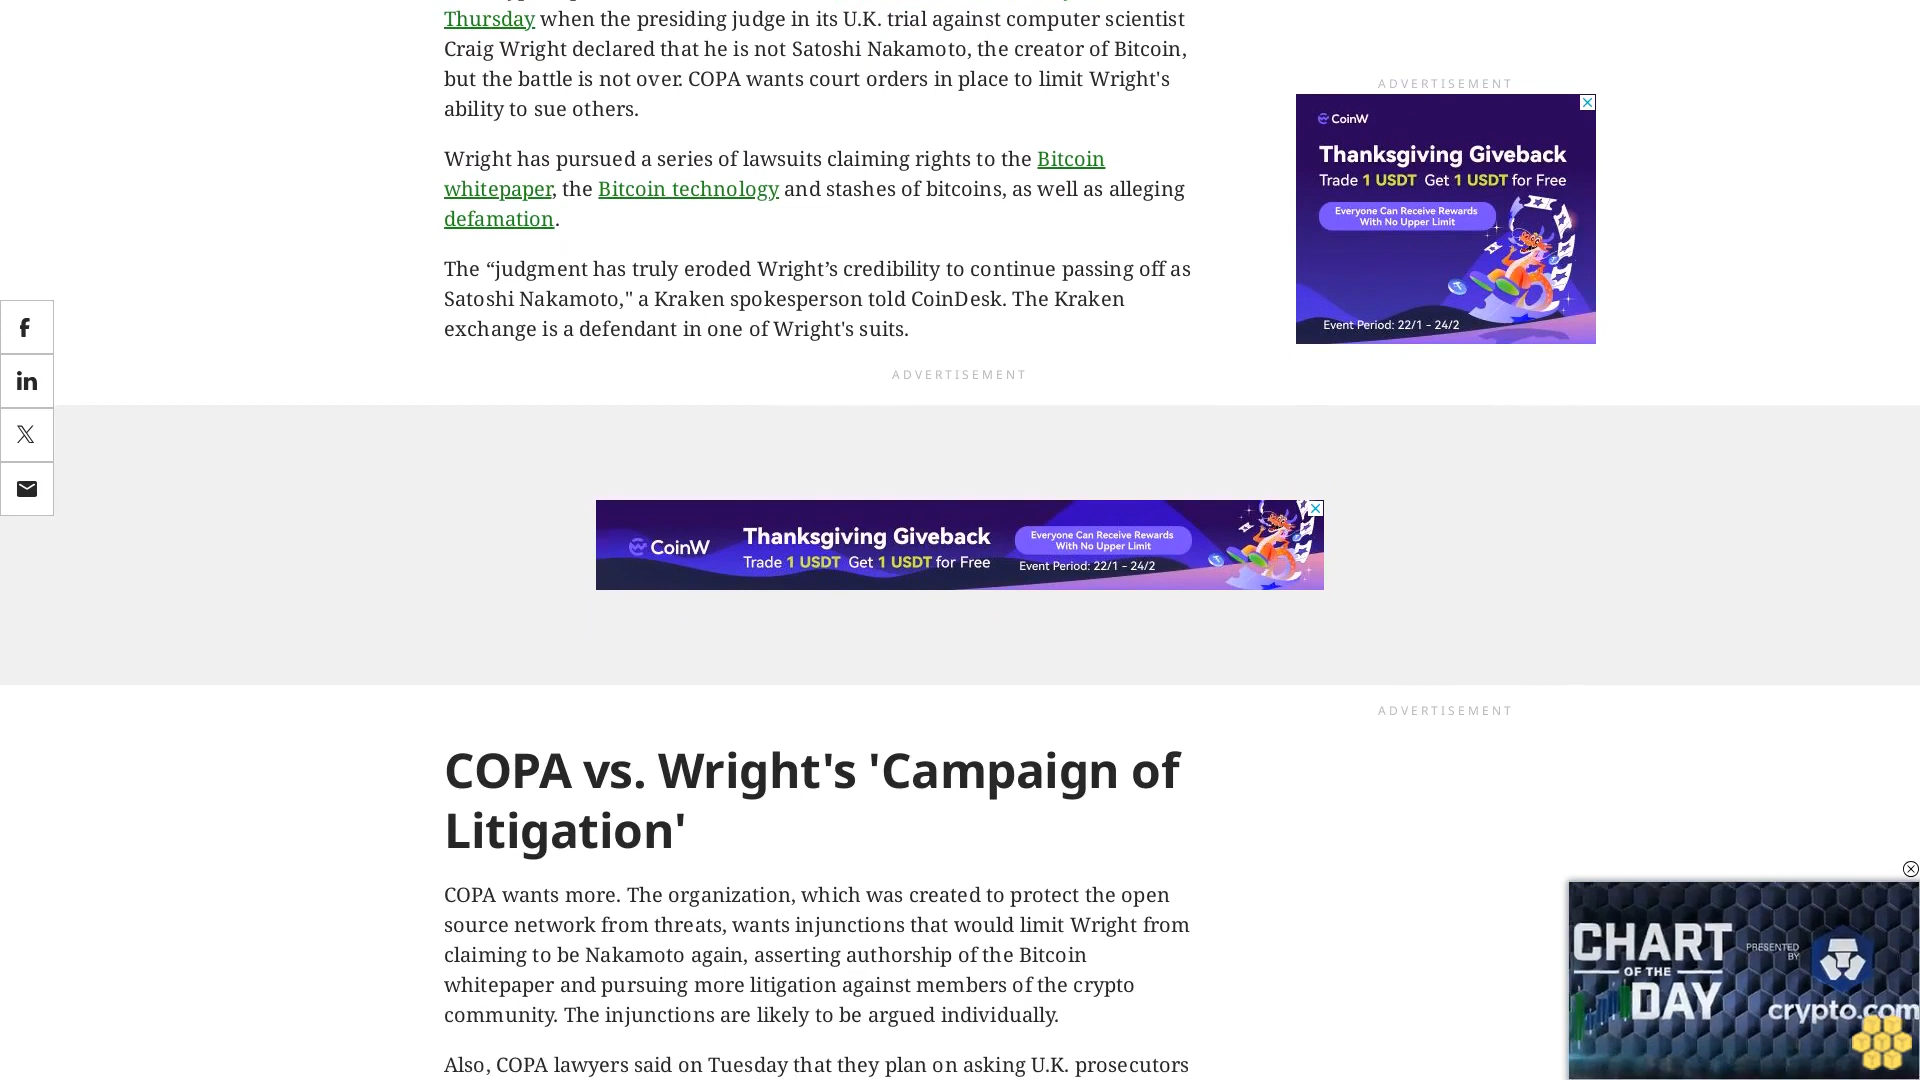 Thursday when the presiding judge in its U.K. trial against computer scientist
Craig Wright declared that he is not Satoshi Nakamoto, the creator of Bitcoin,
but the battle is not over. COPA wants court orders in place to limit Wright's
ability to sue others.
Wright has pursued a series of lawsuits claiming rights to the Bitcoin
whitepaper, the Bitcoin technology and stashes of bitcoins, as well as alleging
defamation.
The “judgment has truly eroded Wright’s credibility to continue passing off as
Satoshi Nakamoto," a Kraken spokesperson told CoinDesk. The Kraken
exchange is a defendant in one of Wright's suits.
ADVERTISEMENT
CoinW
Thanksgiving Giveback
Trade 1 USDT Get 1 USDT for Free
Everyone Can Receive Rewards
With No Upper Limit
Event Period: 22/1 - 24/2
ADVERTISEMENT
CoinW
Thanksgiving Giveback
Trade 1 USDT Get 1 USDT for Free
Everyone Can Receive Rewards
With No Upper Limit
Event Period: 22/1 - 24/2
ADVERTISEMENT
COPA vs. Wright's 'Campaign of
Litigation'
COPA wants more. The organization, which was created to protect the open
source network from threats, wants injunctions that would limit Wright from
claiming to be Nakamoto again, asserting authorship of the Bitcoin
whitepaper and pursuing more litigation against members of the crypto
community. The injunctions are likely to be argued individually.
Also, COPA lawyers said on Tuesday that they plan on asking U.K. prosecutors
CHART
OF THE
DAY
PRESENTED
BY
crypto.com